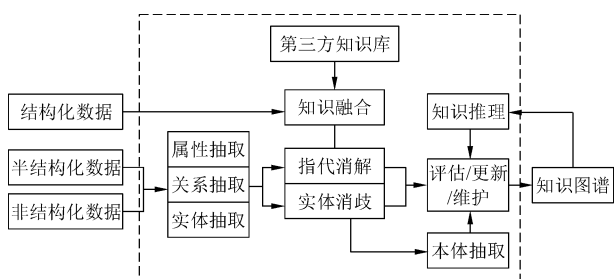 第三方知识库
结构化数据
知识融合
知识推理
半结构化数据
非结构化数据
属性抽取
关系抽取
实体抽取
指代消解
实体消歧
评估/更新
/维护
知识图谱
本体抽取